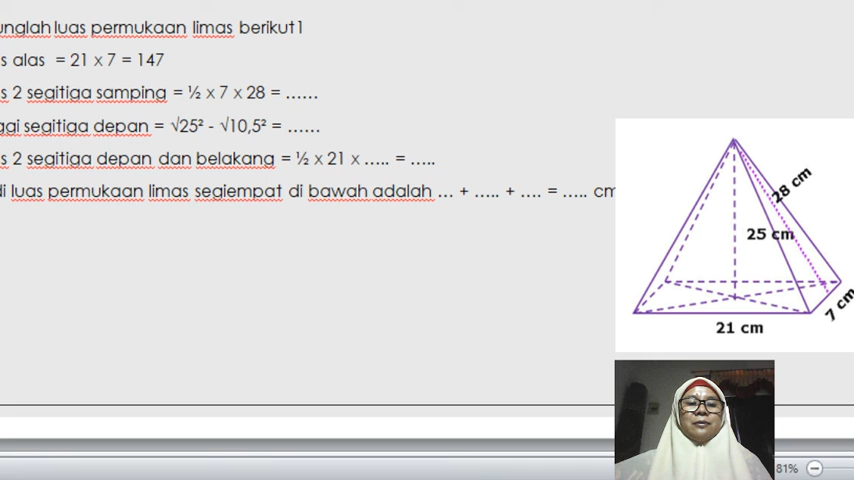 unglah luas permukaan limas berikut1
s alas = 21 x 7 = 147
s 2 segitiga samping = ½ x 7 x 28 = ……
ggi segitiga depan = √25² - √10,5² = ……
s 2 segitiga depan dan belakang = ½ x 21 x ….. = …..
di luas permukaan limas segiempat di bawah adalah … + ….. + …. = ….. cm
28 cm
25 cm
7 cm
21 cm
81%